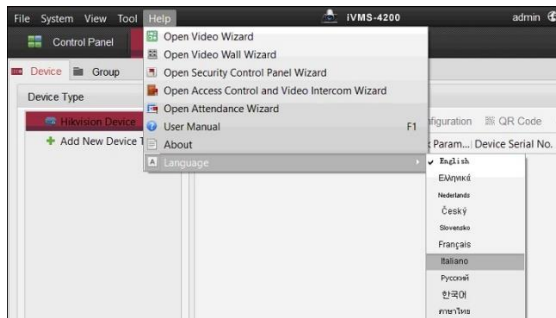 File System View Tool Help iVMS-4200 admin
Control Panel
Open Video Wizard
Open Video Wall Wizard
Open Security Control Panel Wizard
Open Access Control and Video Intercom Wizard
Open Attendance Wizard
User Manual F1
About
Language
Device Group
Device Type
Hikvision Device
Add New Device
figuration QR Code
Param... Device Serial No.
English
Ελληνικά
Nederlands
Český
Slovensko
Français
Italiano
Русский
한국어
ภาษาไทย